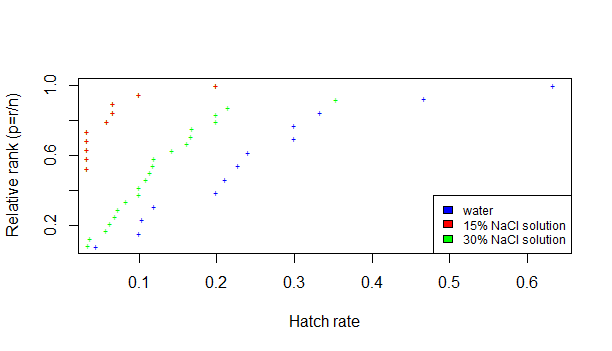 Relative rank (p=r/n)
1.0
0.6
0.2
water
15% NaCl solution
30% NaCl solution
0.1 0.2 0.3 0.4 0.5 0.6
Hatch rate